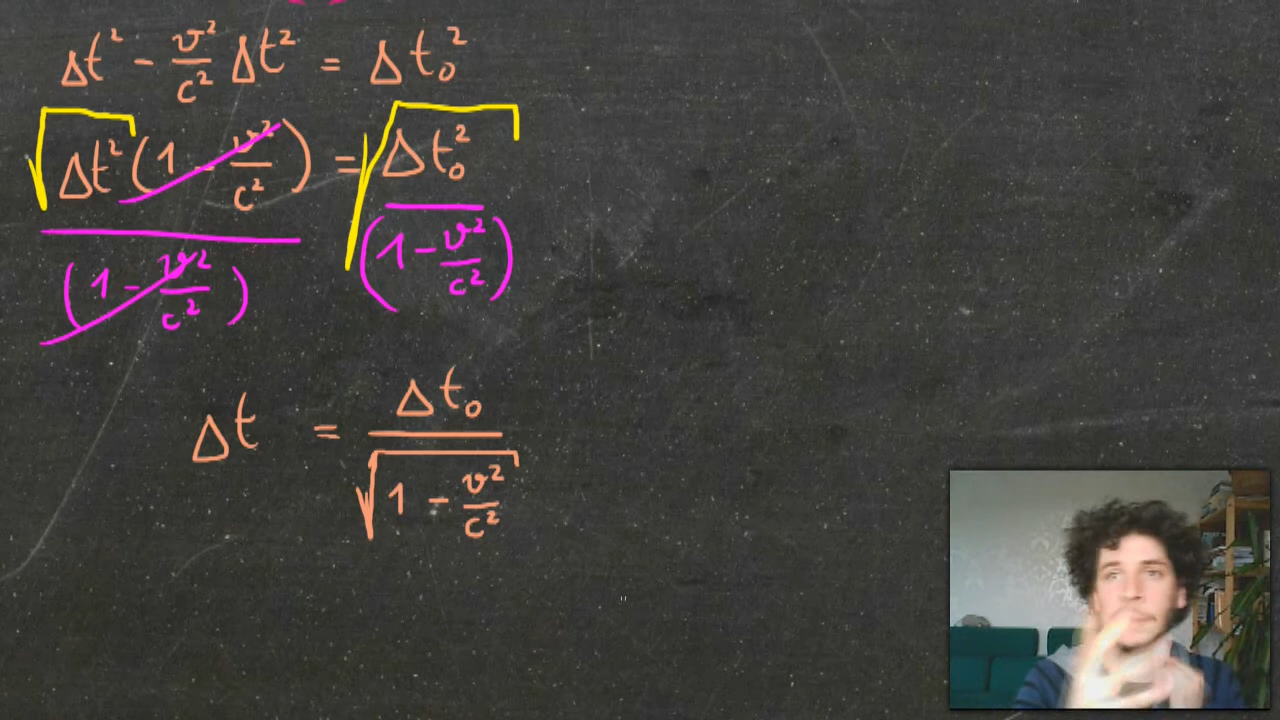 Δt² - v²/c² Δt² = Δt₀²
√Δt² (1 - v²/c²) = √Δt₀²
(1 - v²/c²) (1 - v²/c²)
Δt = Δt₀ / √(1 - v²/c²)